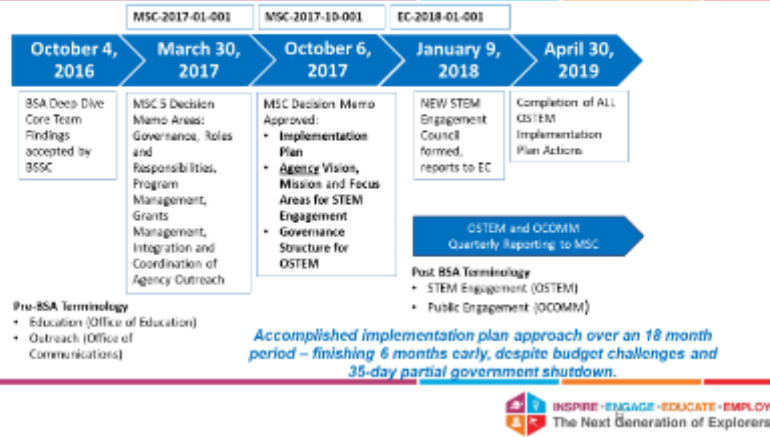 MSC-2017-01-001
MSC-2017-10-001
EC-2018-01-001
October 4,
2016
March 30,
2017
October 6,
2017
January 9,
2018
April 30,
2019
BSA Deep Dive
Core Team
Findings
accepted by
BSSC
MSC 5 Decision
Memo Areas:
Governance, Roles
and
Responsibilities,
Program
Management,
Grants
Management,
Integration and
Coordination of
Agency Outreach
MSC Decision Memo
Approved:
• Implementation
Plan
• Agency Vision,
Mission and Focus
Areas for STEM
Engagement
• Governance
Structure for
OSTEM
NEW STEM
Engagement
Council
formed,
reports to EC
Completion of ALL
OSTEM
Implementation
Plan Actions
OSTEM and OCOMM
Quarterly Reporting to MSC
Post BSA Terminology
• STEM Engagement (OSTEM)
• Public Engagement (OCOMM)
Pre-BSA Terminology
• Education (Office of Education)
• Outreach (Office of
Communications)
Accomplished implementation plan approach over an 18 month
period – finishing 6 months early, despite budget challenges and
35-day partial government shutdown.
INSPIRE • ENGAGE • EDUCATE • EMPLOY
The Next Generation of Explorers